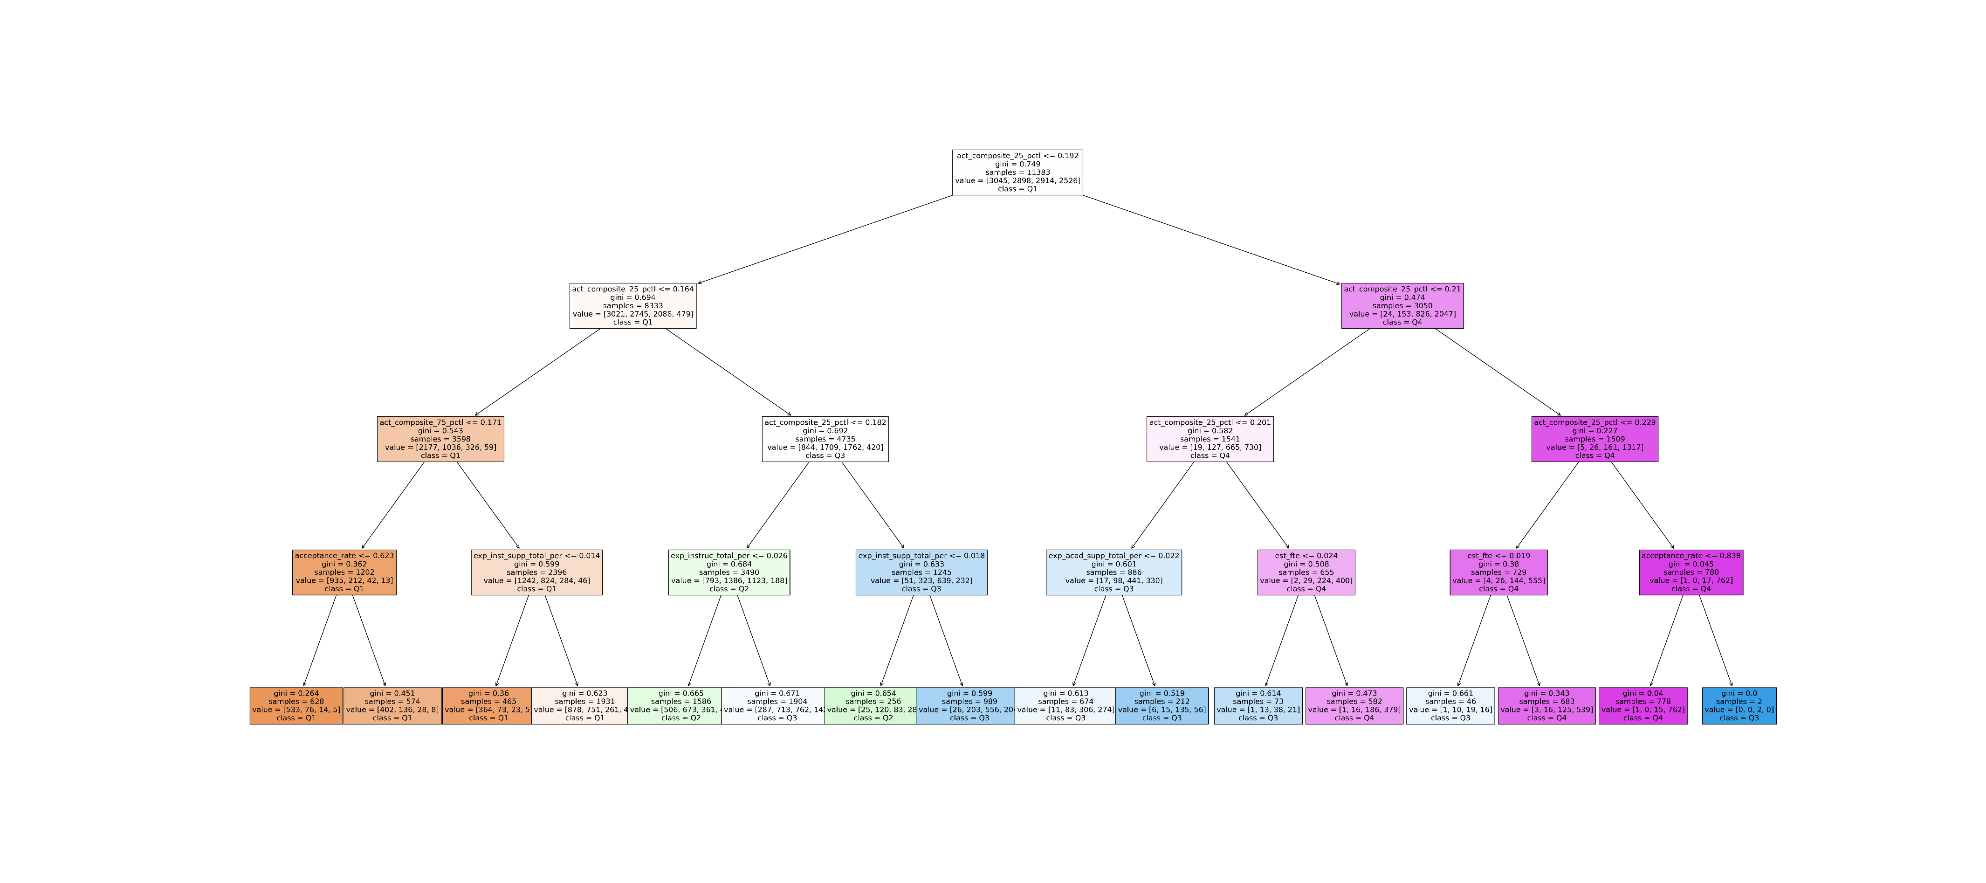 act_composite_25_pctl <= 0.192
gini = 0.749
samples = 11383
value = [3045, 2898, 2914, 2526]
class = Q1
act_composite_25_pctl <= 0.164
gini = 0.694
samples = 8333
value = [3021, 2745, 2088, 479]
class = Q1
act_composite_25_pctl <= 0.21
gini = 0.474
samples = 3050
value = [24, 153, 826, 2047]
class = Q4
act_composite_75_pctl <= 0.171
gini = 0.543
samples = 3598
value = [2177, 1036, 326, 59]
class = Q1
act_composite_25_pctl <= 0.182
gini = 0.692
samples = 4735
value = [844, 1709, 1762, 420]
class = Q3
act_composite_25_pctl <= 0.201
gini = 0.582
samples = 1541
value = [19, 127, 665, 730]
class = Q4
act_composite_25_pctl <= 0.229
gini = 0.227
samples = 1509
value = [5, 26, 161, 1317]
class = Q4
acceptance_rate <= 0.623
gini = 0.362
samples = 1202
value = [935, 212, 42, 13]
class = Q1
exp_inst_supp_total_per <= 0.014
gini = 0.599
samples = 2396
value = [1242, 824, 284, 46]
class = Q1
exp_instruc_total_per <= 0.026
gini = 0.684
samples = 3490
value = [793, 1386, 1123, 188]
class = Q2
exp_inst_supp_total_per <= 0.018
gini = 0.633
samples = 1245
value = [51, 323, 639, 232]
class = Q3
exp_acad_supp_total_per <= 0.022
gini = 0.601
samples = 886
value = [17, 98, 441, 330]
class = Q3
est_fte <= 0.024
gini = 0.508
samples = 655
value = [2, 29, 224, 400]
class = Q4
est_fte <= 0.019
gini = 0.38
samples = 729
value = [4, 26, 144, 555]
class = Q4
acceptance_rate <= 0.838
gini = 0.045
samples = 780
value = [1, 0, 17, 762]
class = Q4
gini = 0.264
samples = 628
value = [533, 76, 14, 5]
class = Q1
gini = 0.451
samples = 574
value = [402, 136, 28, 8]
class = Q1
gini = 0.36
samples = 465
value = [364, 73, 23, 5
class = Q1
gini = 0.623
samples = 1931
value = [878, 751, 261, 4
class = Q1
gini = 0.665
samples = 1586
value = [506, 673, 361,
class = Q2
gini = 0.671
samples = 1904
value = [287, 713, 762, 14
class = Q3
gini = 0.654
samples = 256
value = [25, 120, 83, 28
class = Q2
gini = 0.599
samples = 989
value = [26, 203, 556, 20
class = Q3
gini = 0.613
samples = 674
value = [11, 83, 306, 274]
class = Q3
gini = 0.519
samples = 212
value = [6, 15, 135, 56]
class = Q3
gini = 0.614
samples = 73
value = [1, 13, 38, 21]
class = Q3
gini = 0.473
samples = 582
value = [1, 16, 186, 379]
class = Q4
gini = 0.661
samples = 46
value = [1, 10, 19, 16]
class = Q3
gini = 0.343
samples = 683
value = [3, 16, 125, 539]
class = Q4
gini = 0.04
samples = 778
value = [1, 0, 15, 762]
class = Q4
gini = 0.0
samples = 2
value = [0, 0, 2, 0]
class = Q3